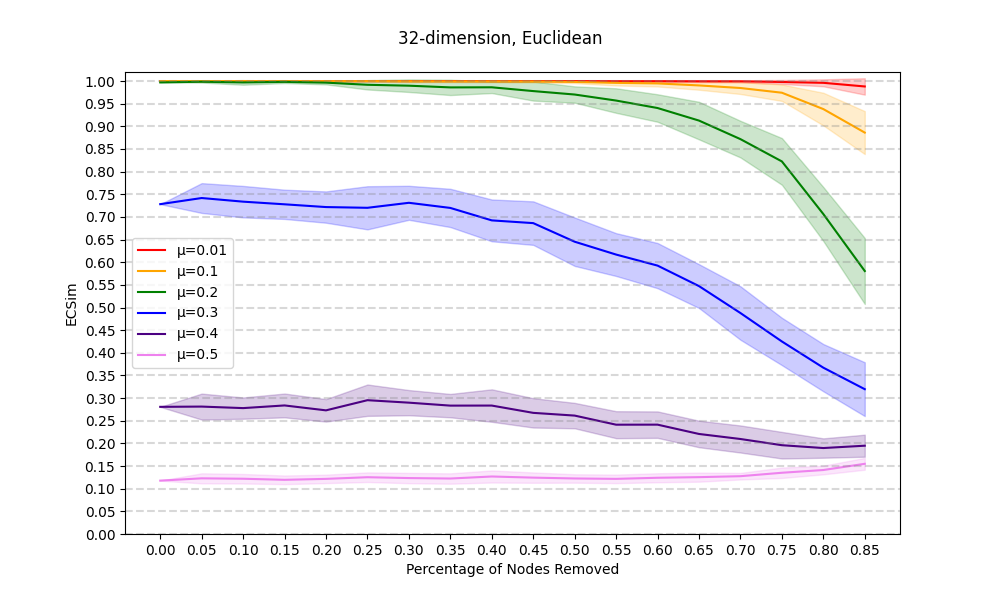 32-dimension, Euclidean
ECSim
1.00
0.95
0.90
0.85
0.80
0.75
0.70
0.65
0.60
0.55
0.50
0.45
0.40
0.35
0.30
0.25
0.20
0.15
0.10
0.05
0.00
μ=0.01
μ=0.1
μ=0.2
μ=0.3
μ=0.4
μ=0.5
0.00 0.05 0.10 0.15 0.20 0.25 0.30 0.35 0.40 0.45 0.50 0.55 0.60 0.65 0.70 0.75 0.80 0.85
Percentage of Nodes Removed